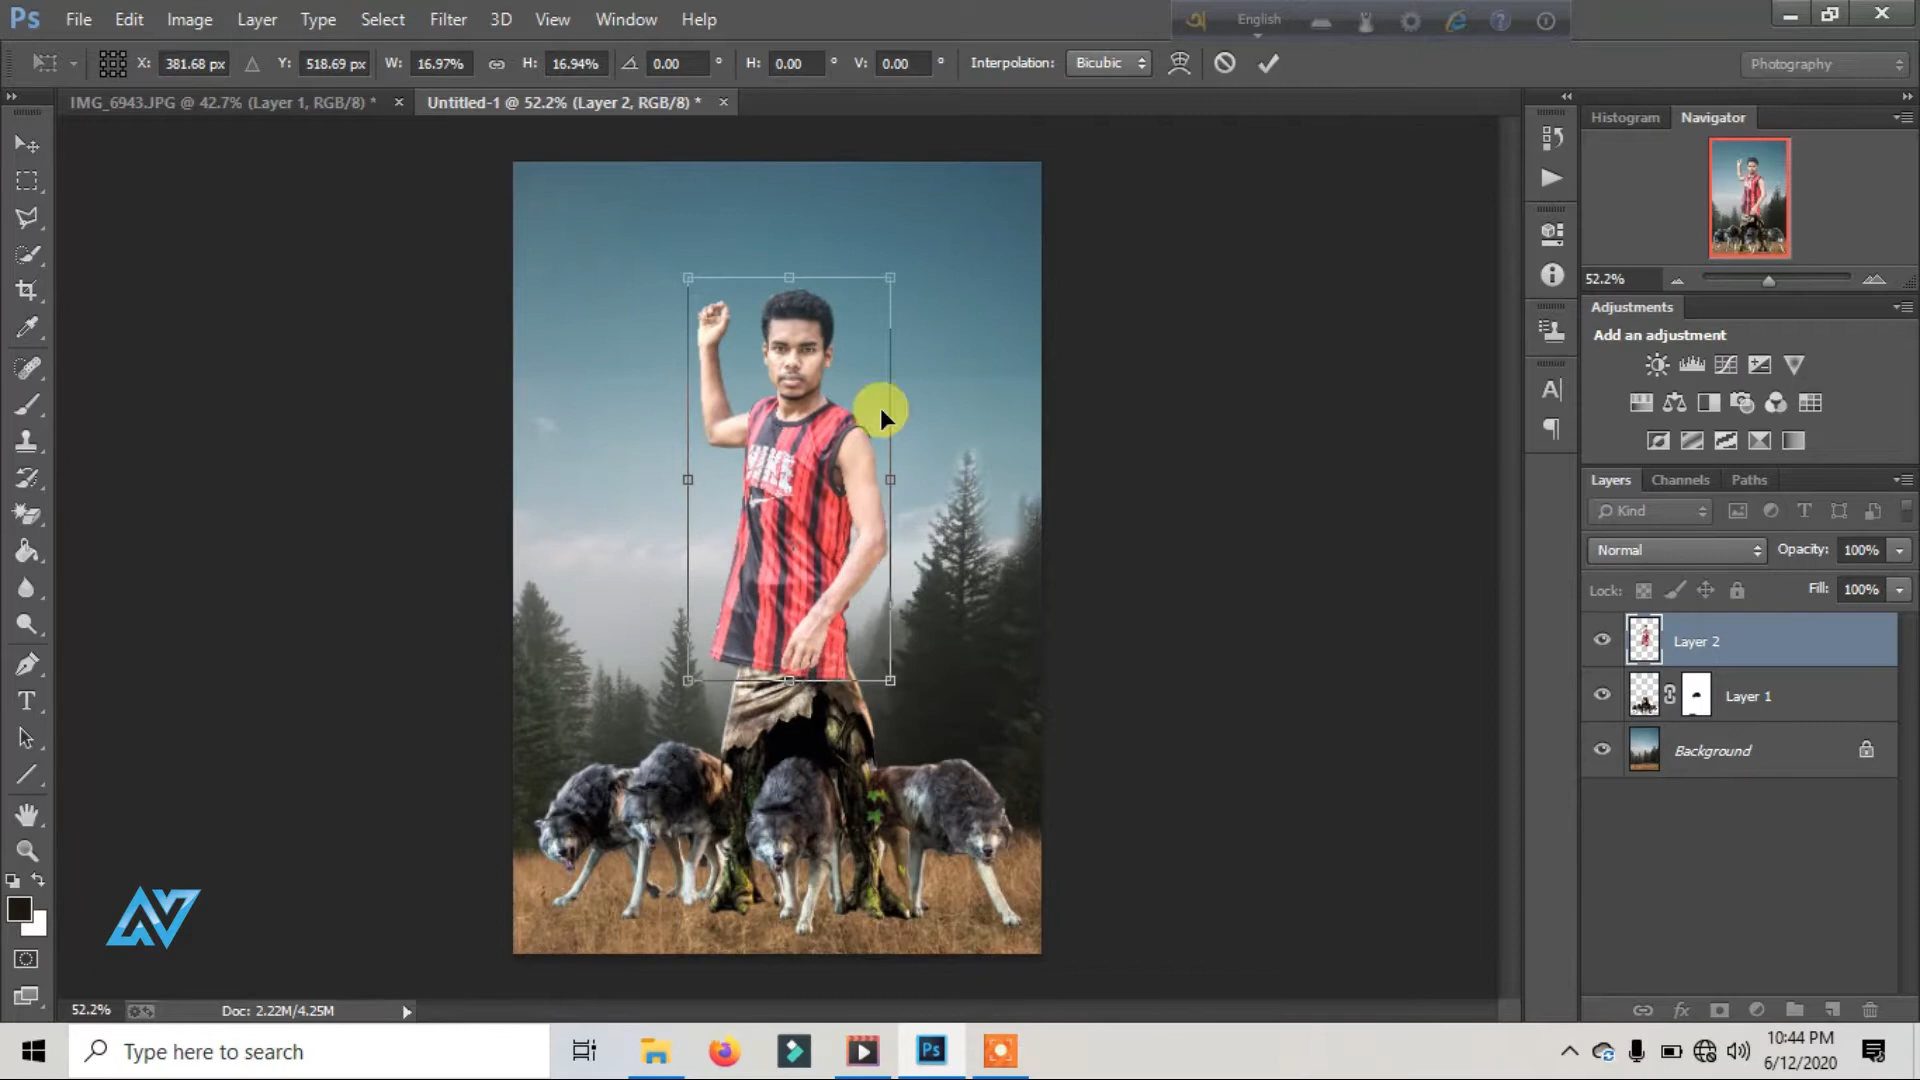 Ps File Edit Image Layer Type Select Filter 3D View Window Help
English
X: 381.68 px Y: 518.69 px W: 16.97% H: 16.94% 0.00 ° H: 0.00 ° V: 0.00 ° Interpolation: Bicubic
Photography
IMG_6943.JPG @ 42.7% (Layer 1, RGB/8) * × Untitled-1 @ 52.2% (Layer 2, RGB/8) * ×
Histogram Navigator
52.2%
Adjustments
Add an adjustment
Layers Channels Paths
Kind
Normal Opacity: 100%
Lock: Fill: 100%
Layer 2
Layer 1
Background
52.2% Doc: 2.22M/4.25M
Type here to search
Ps
10:44 PM
6/12/2020